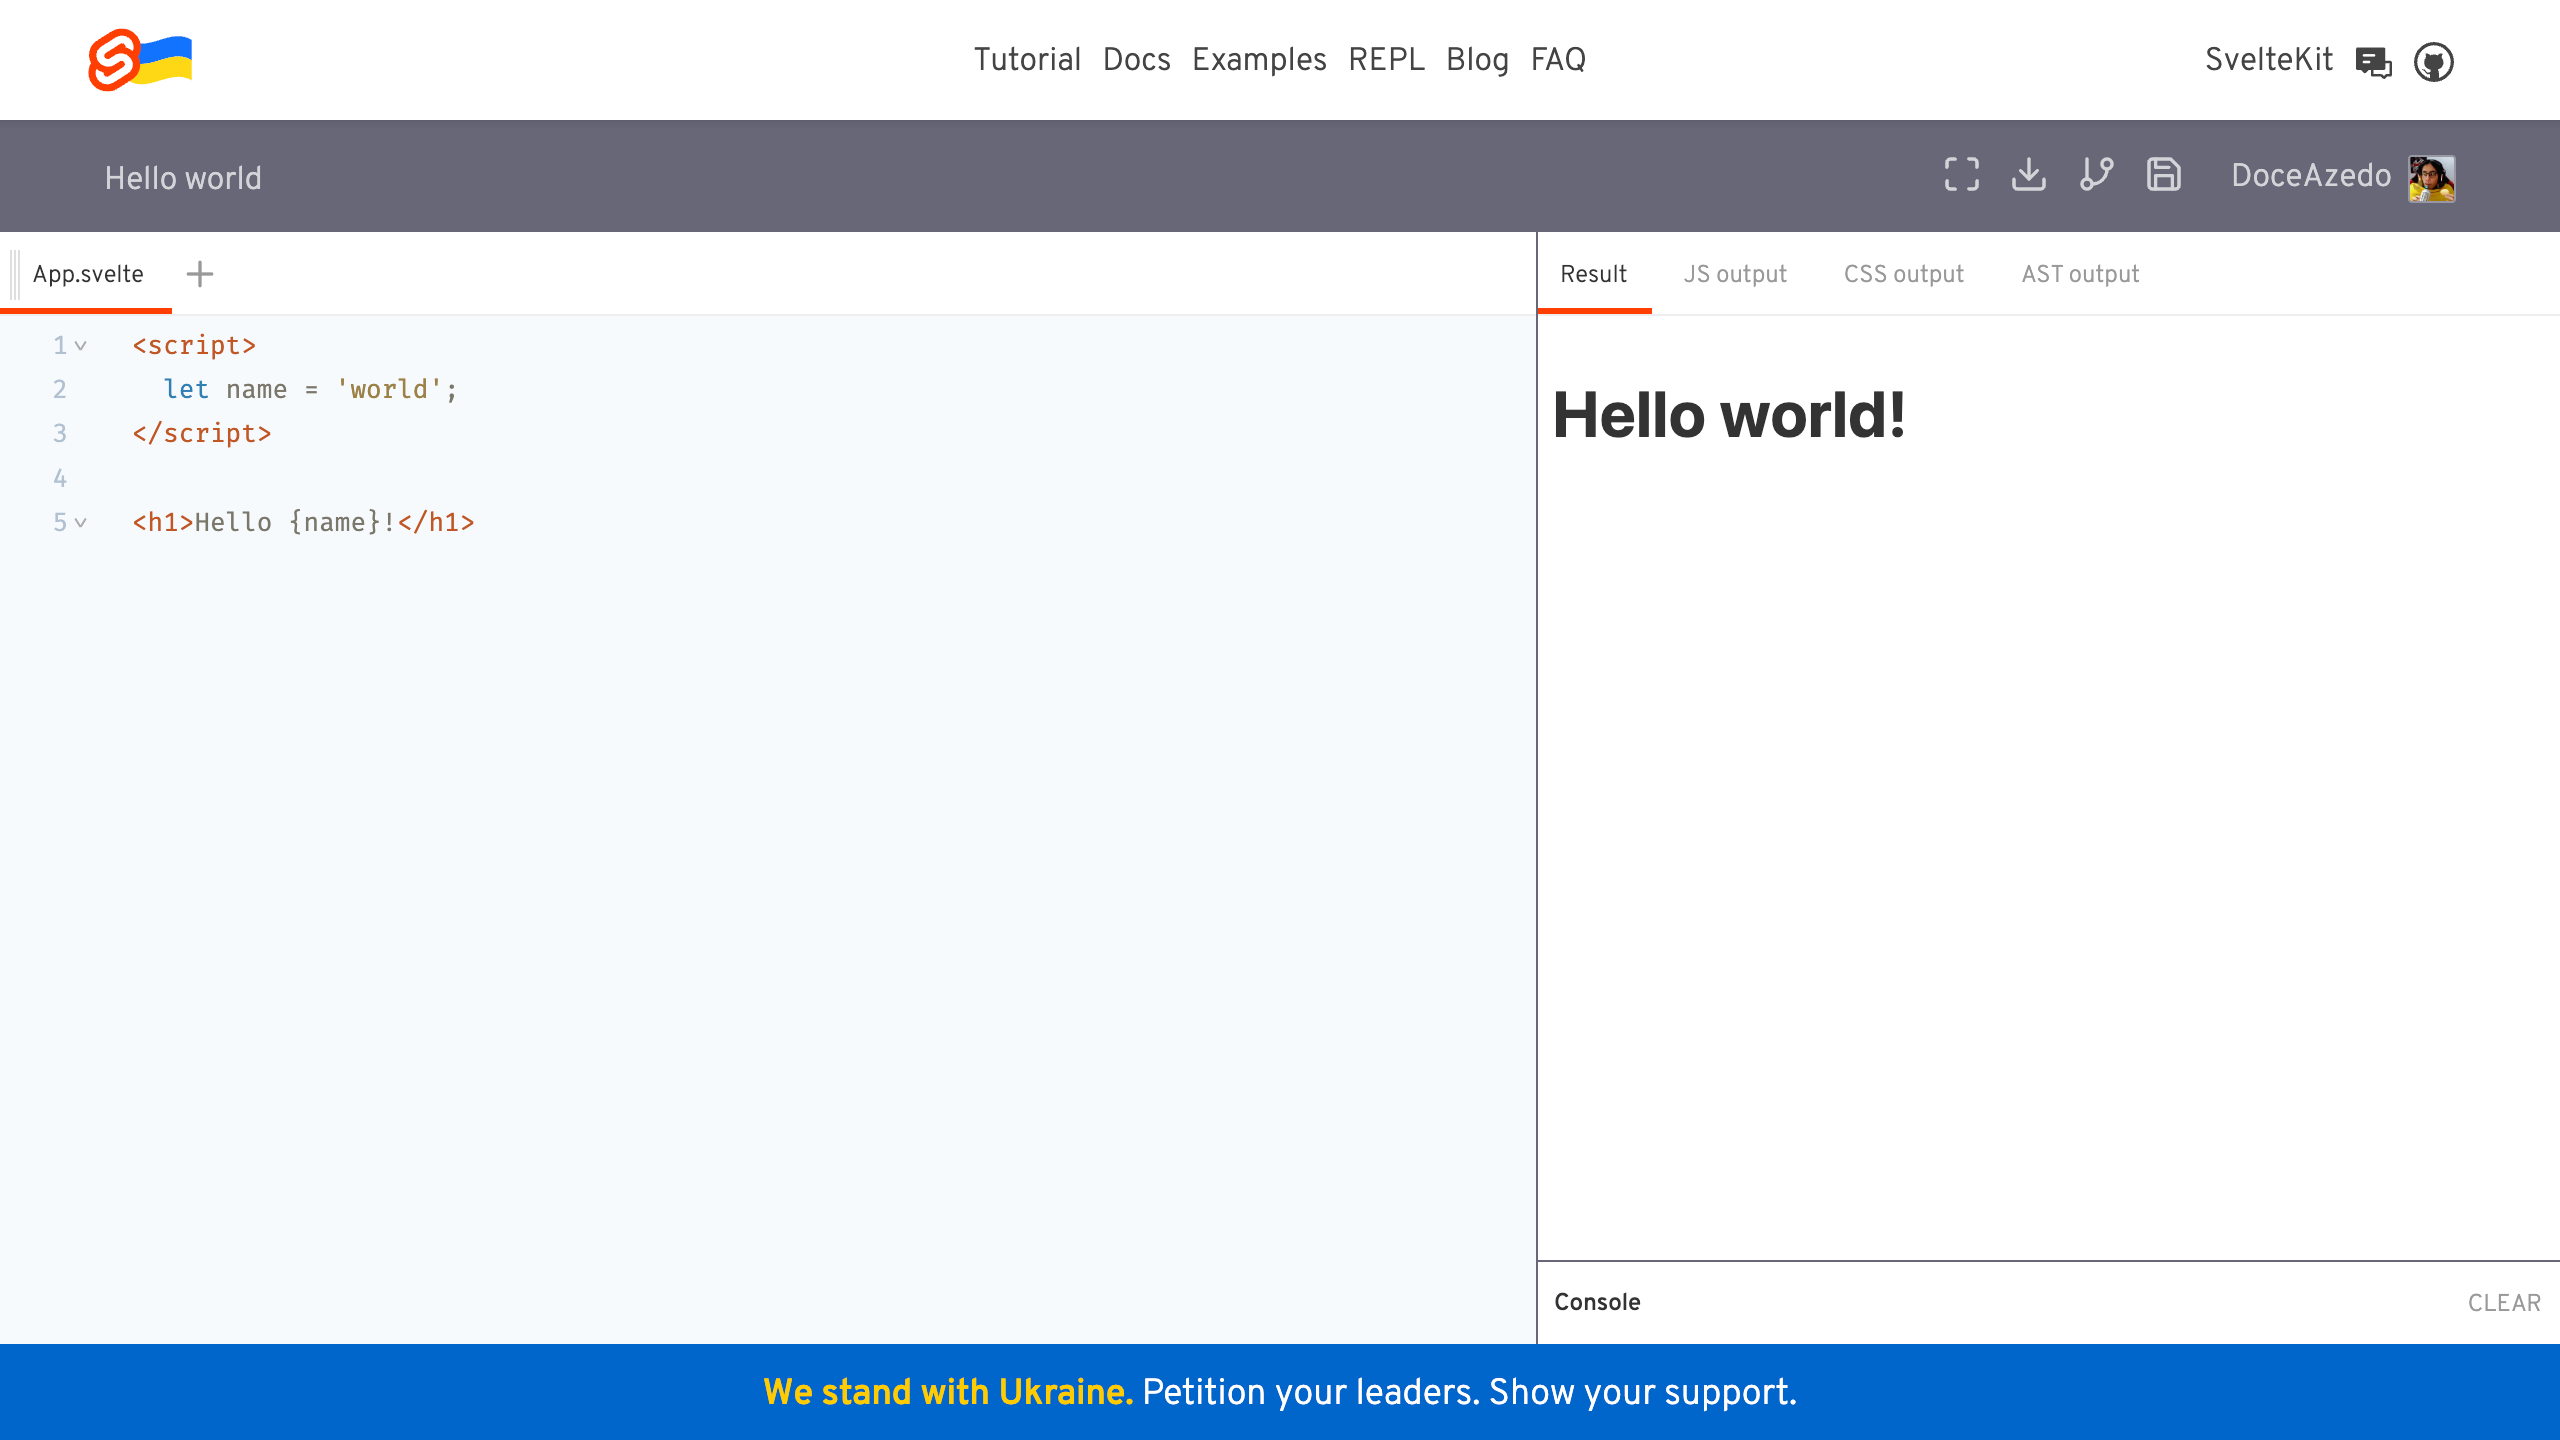 Tutorial Docs Examples REPL Blog FAQ
SvelteKit
Hello world
DoceAzedo
App.svelte
1 <script>
2 let name = 'world';
3 </script>
4
5 <h1>Hello {name}!</h1>
Result JS output CSS output AST output
Hello world!
Console
CLEAR
We stand with Ukraine. Petition your leaders. Show your support.